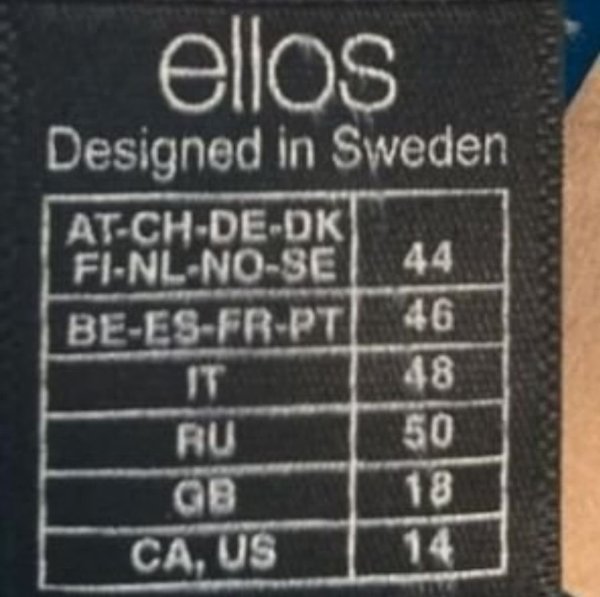 ellos
Designed in Sweden
AT-CH-DE-DK
FI-NL-NO-SE 44
BE-ES-FR-PT 46
IT 48
RU 50
GB 18
CA, US 14